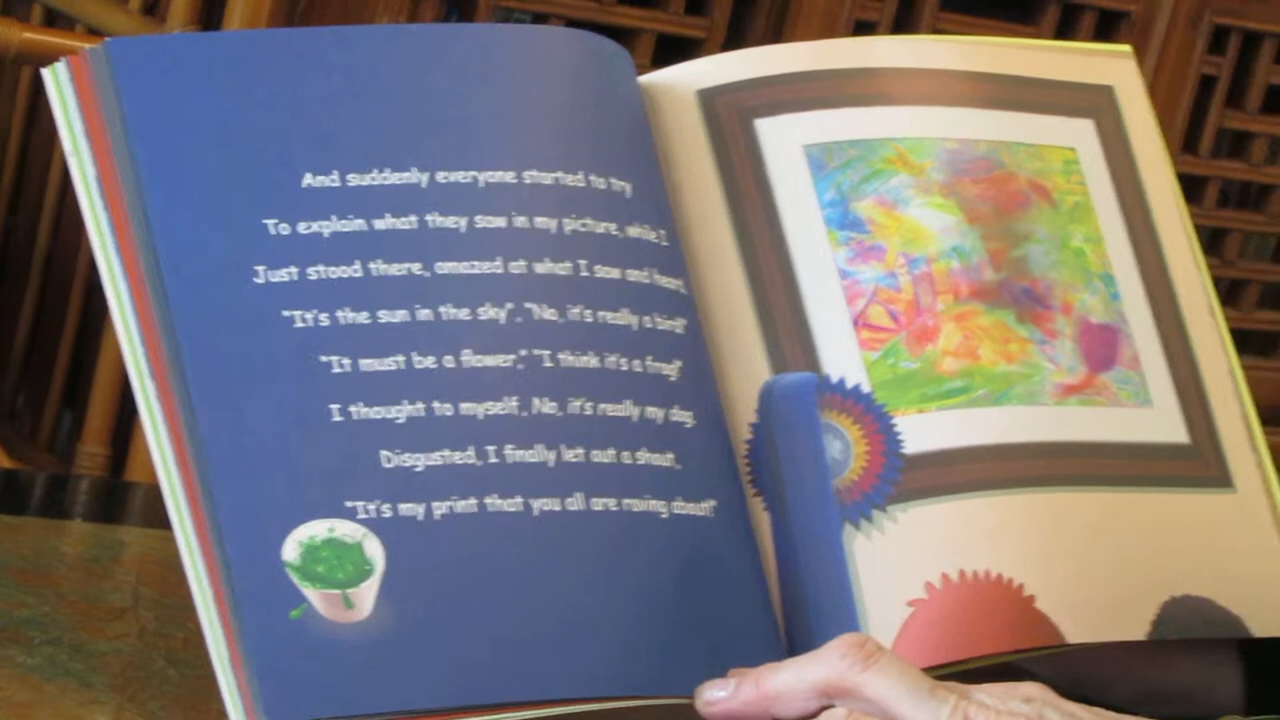 And suddenly everyone started to try
To explain what they saw in my picture, while I
Just stood there, amazed at what I saw and heard,
"It's the sun in the sky". "No, it's really a bird"
"It must be a flower," "I think it's a frog"
I thought to myself, No, it's really my dog.
Disgusted, I finally let out a shout,
"It's my print that you all are raving about!"